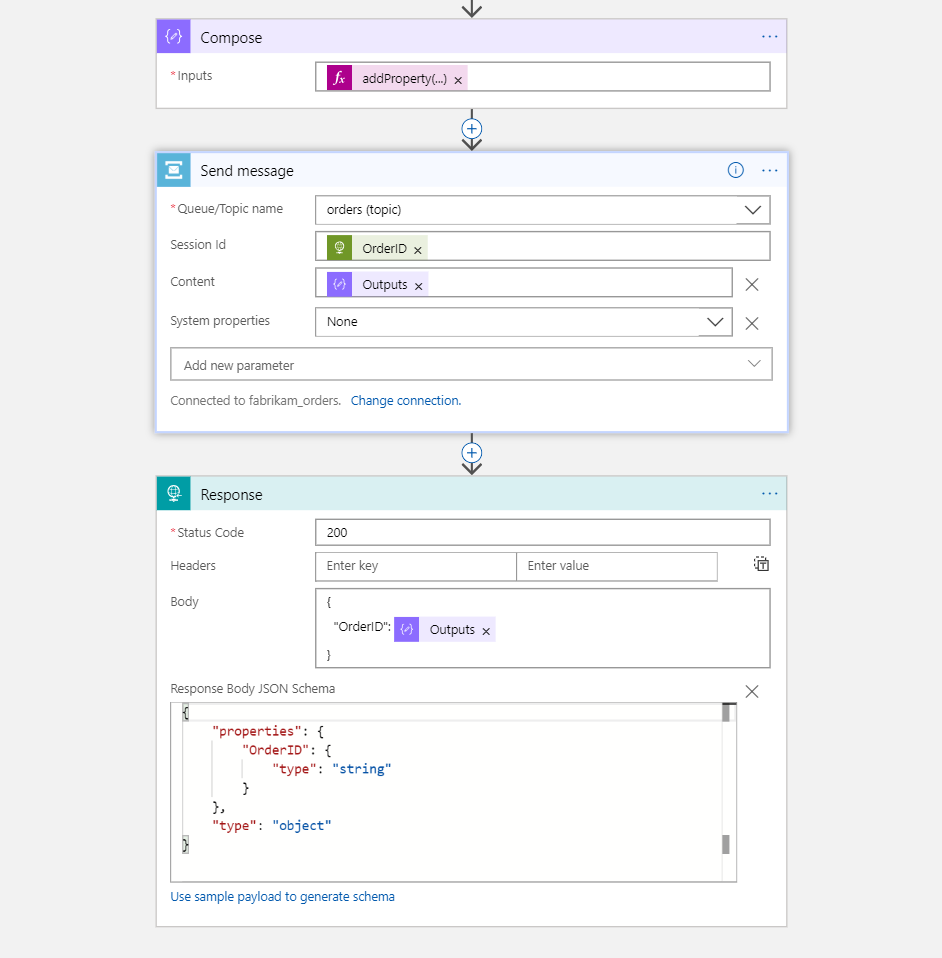 Compose
...
*Inputs
fx addProperty(...) ×
Send message
...
*Queue/Topic name
orders (topic)
Session Id
OrderID ×
Content
Outputs ×
System properties
None
Add new parameter
Connected to fabrikam_orders. Change connection.
Response
...
*Status Code
200
Headers
Enter key
Enter value
Body
{
"OrderID": Outputs ×
}
Response Body JSON Schema
{
"properties": {
"OrderID": {
"type": "string"
}
},
"type": "object"
}
Use sample payload to generate schema